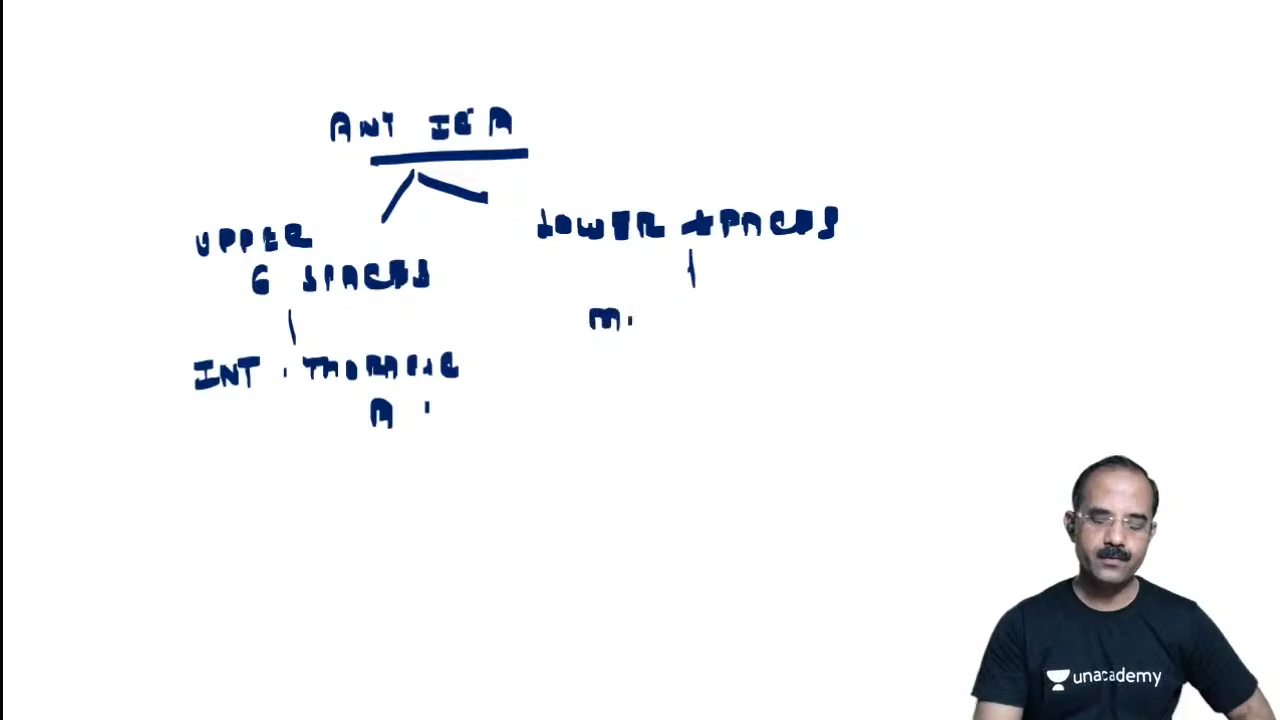 ANT ICA
UPPER
6 SPACES
LOWER SPACES
INT. THORACIC
A.
M.
unacademy